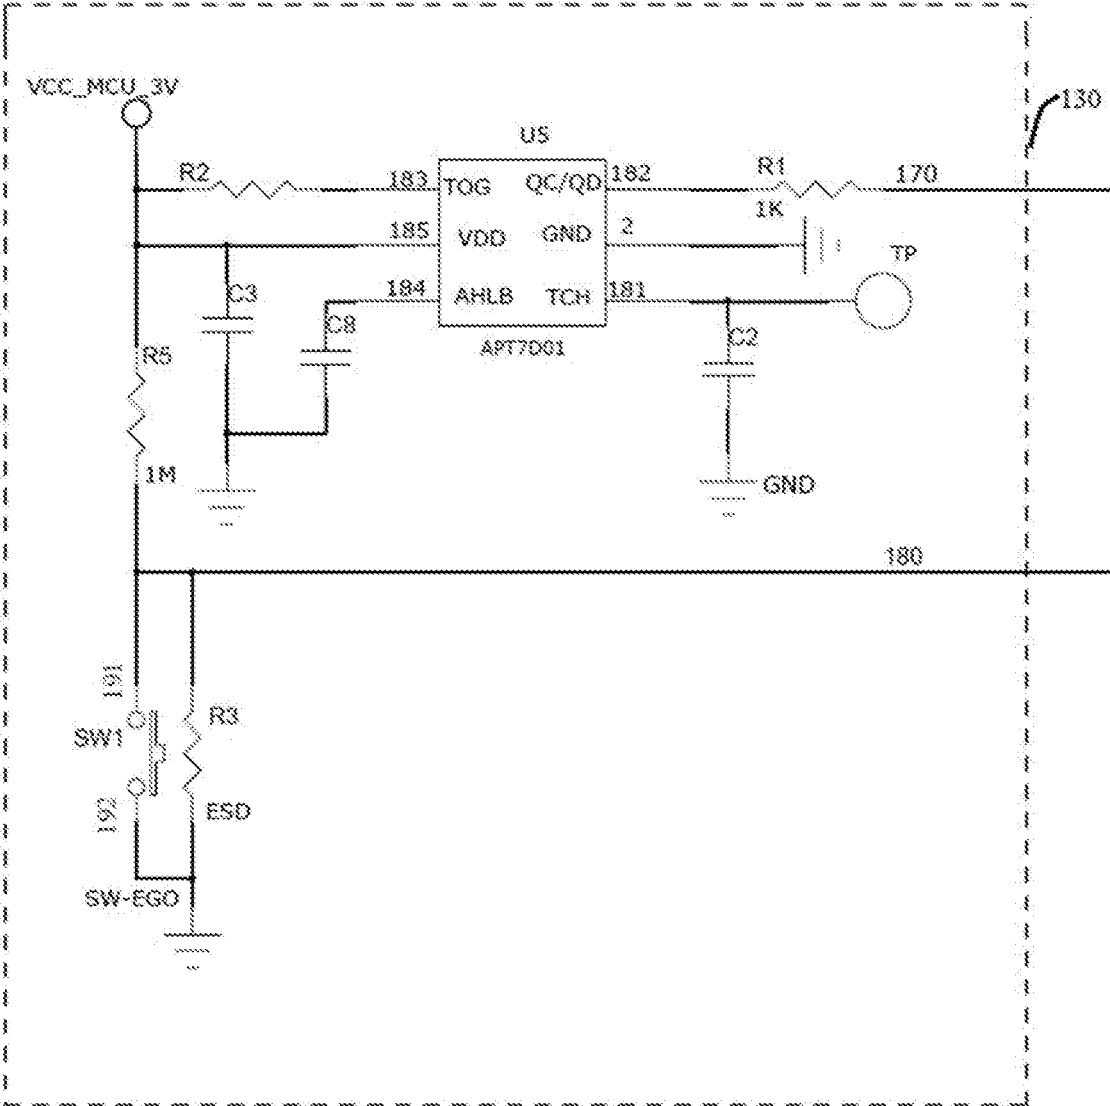 VCC_MCU_3V
130
U5
R2
183
TOG
QC/QD
182
R1
170
1K
185
VDD
GND
2
TP
184
AHLB
TCH
181
C3
C8
C2
APT7D01
R5
1M
GND
180
191
SW1
R3
192
ESD
SW-EGO